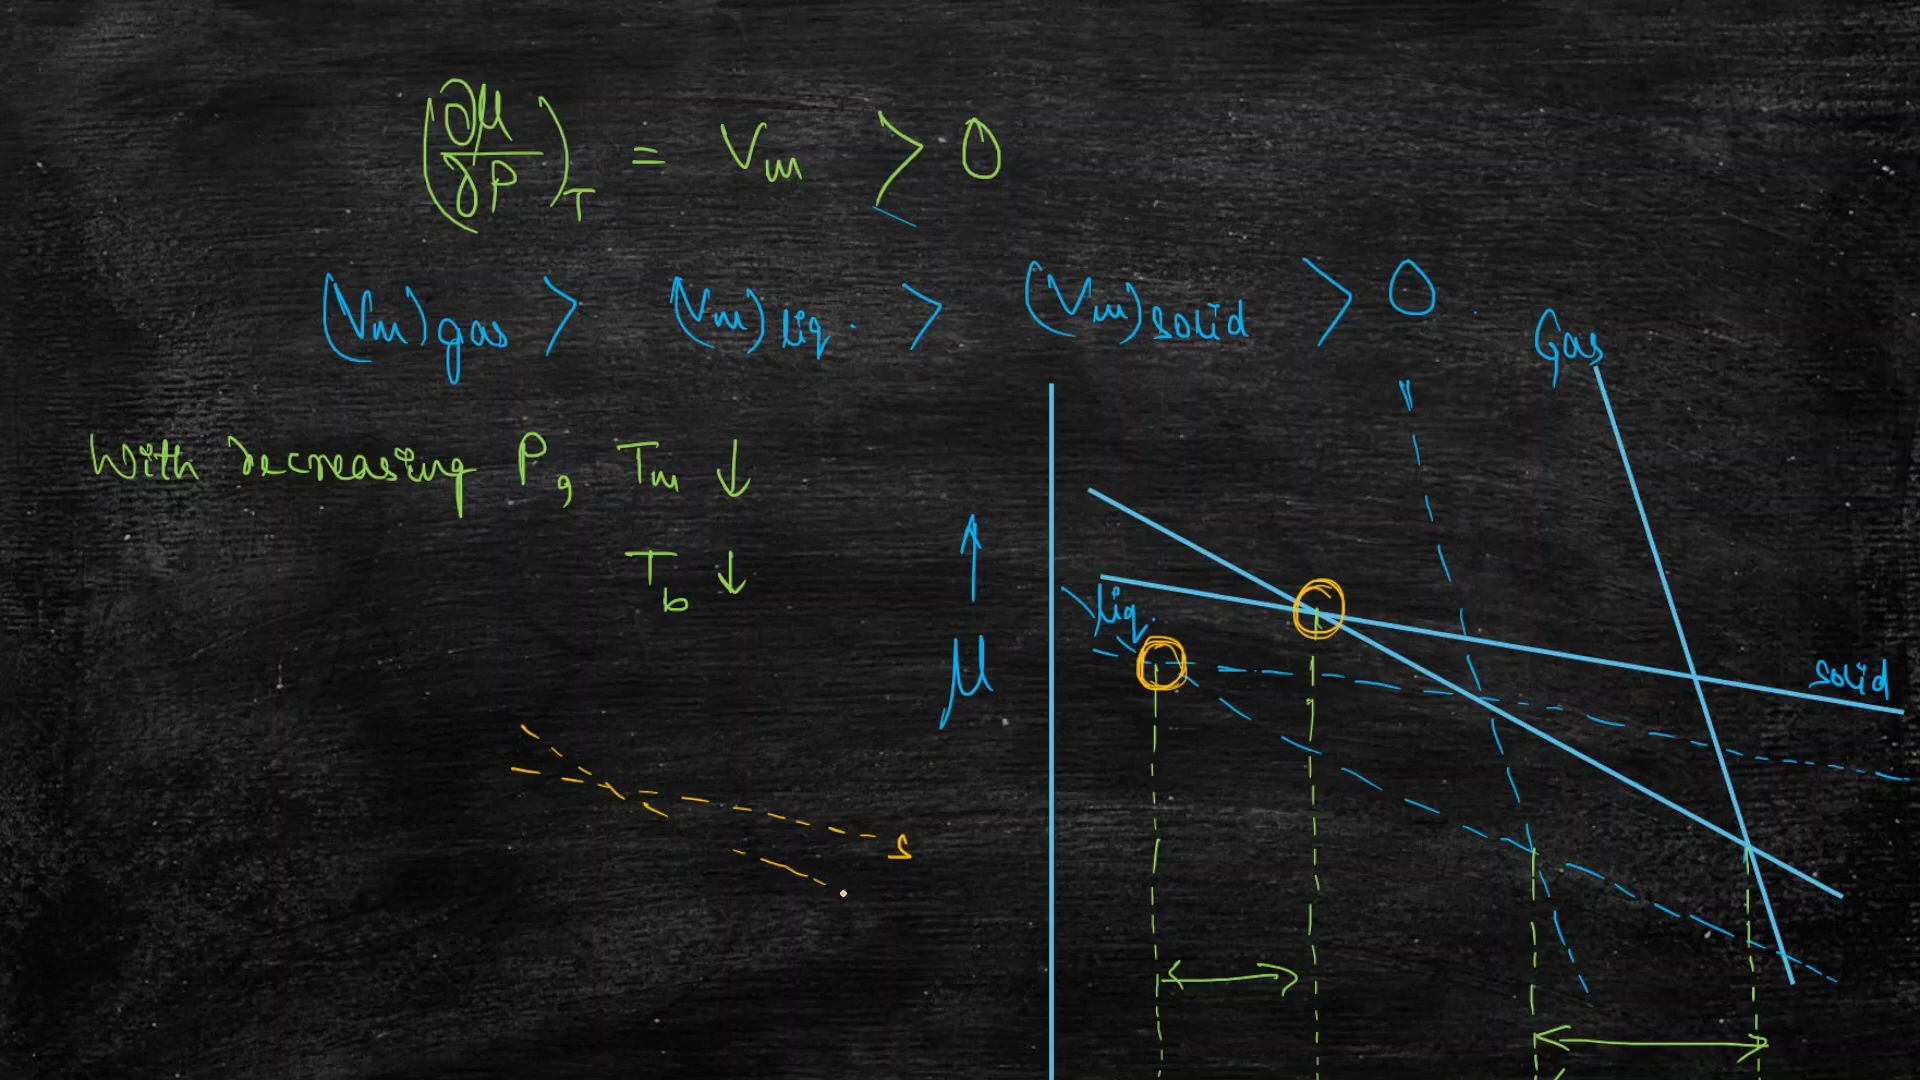 (∂μ/∂P)T = Vm > 0
(Vm)gas > (Vm)liq. > (Vm)solid > 0
Gas
With decreasing P, Tm ↓
Tb ↓
liq.
μ
solid
S